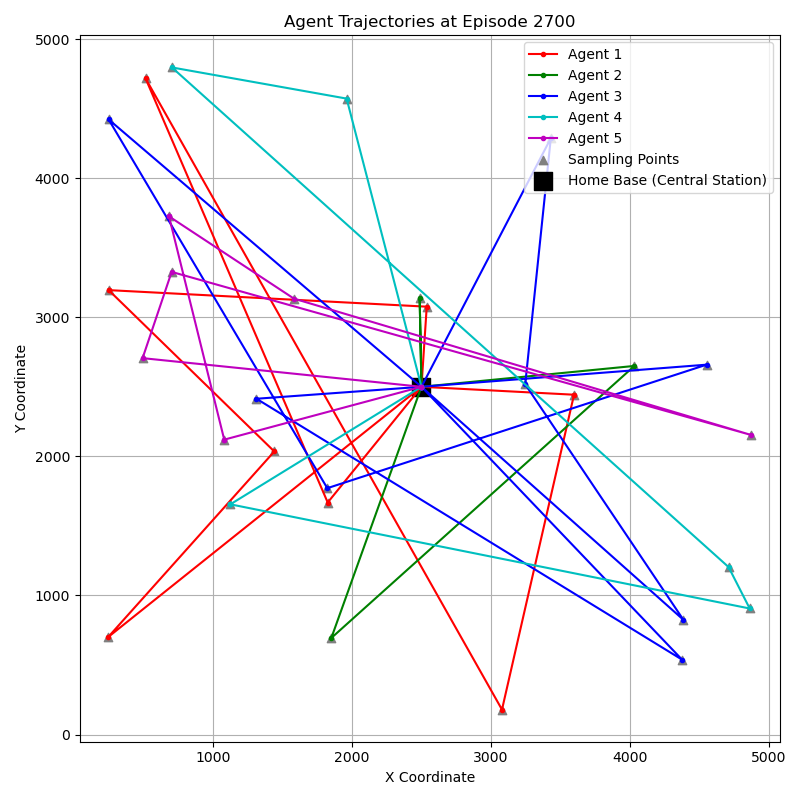 Agent Trajectories at Episode 2700
5000
4000
3000
2000
1000
0
Y Coordinate
Agent 1
Agent 2
Agent 3
Agent 4
Agent 5
Sampling Points
Home Base (Central Station)
1000 2000 3000 4000 5000
X Coordinate